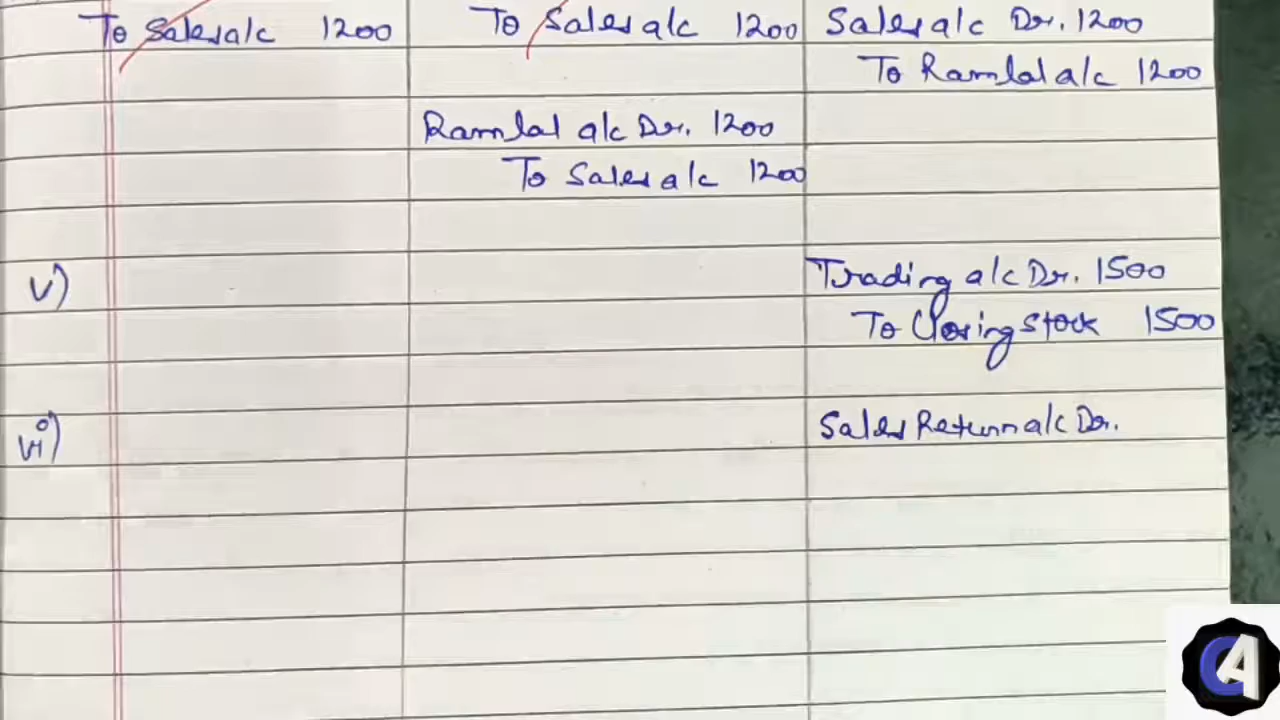 To Sales a/c 1200
To Sales a/c 1200
Sales a/c Dr. 1200
To Ramlal a/c 1200
Ramlal a/c Dr. 1200
To Sales a/c 1200
v) Trading a/c Dr. 1500
To Closing stock 1500
vi) Sales Return a/c Dr.
CA